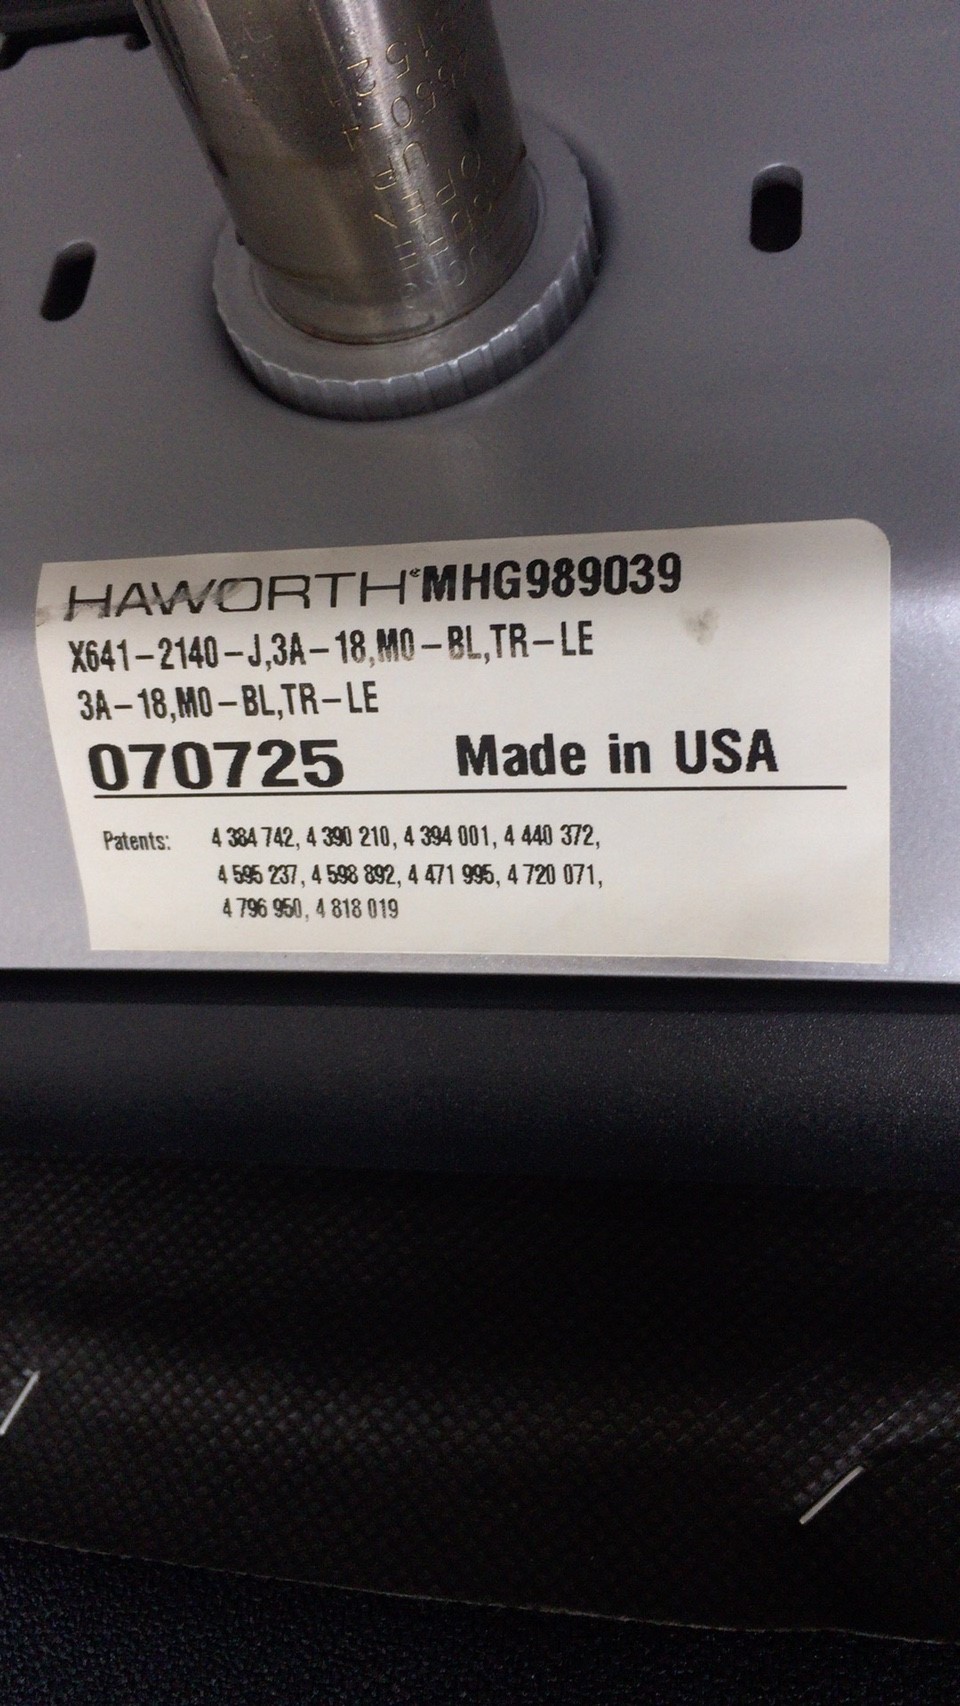 HAWORTH® MHG989039
X641-2140-J,3A-18,M0-BL,TR-LE
3A-18,M0-BL,TR-LE
070725 Made in USA
Patents: 4 384 742, 4 390 210, 4 394 001, 4 440 372,
4 595 237, 4 598 892, 4 471 995, 4 720 071,
4 796 950, 4 818 019